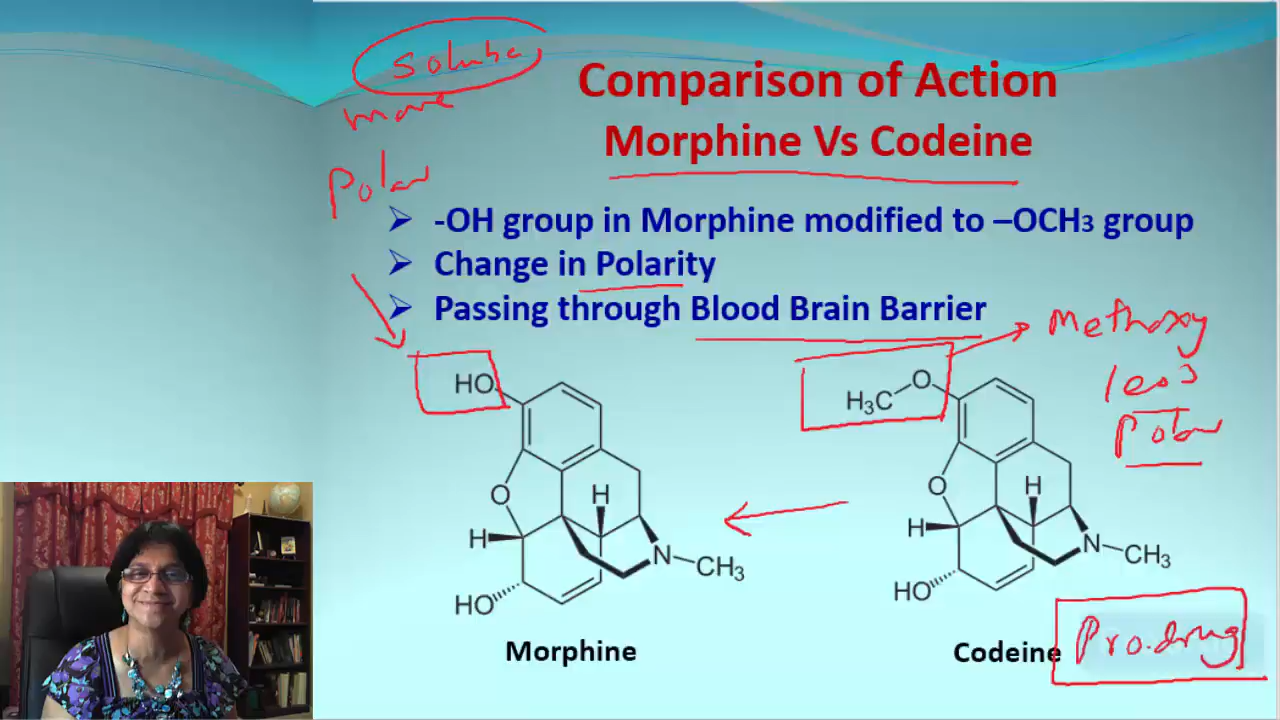 Soluble
more
Polar
Comparison of Action
Morphine Vs Codeine
-OH group in Morphine modified to –OCH₃ group
Change in Polarity
Passing through Blood Brain Barrier
Methoxy
less
polar
HO
O
H
H
N
CH₃
HO
Morphine
H₃C
O
O
H
H
N
CH₃
HO
Codeine
Pro.drug